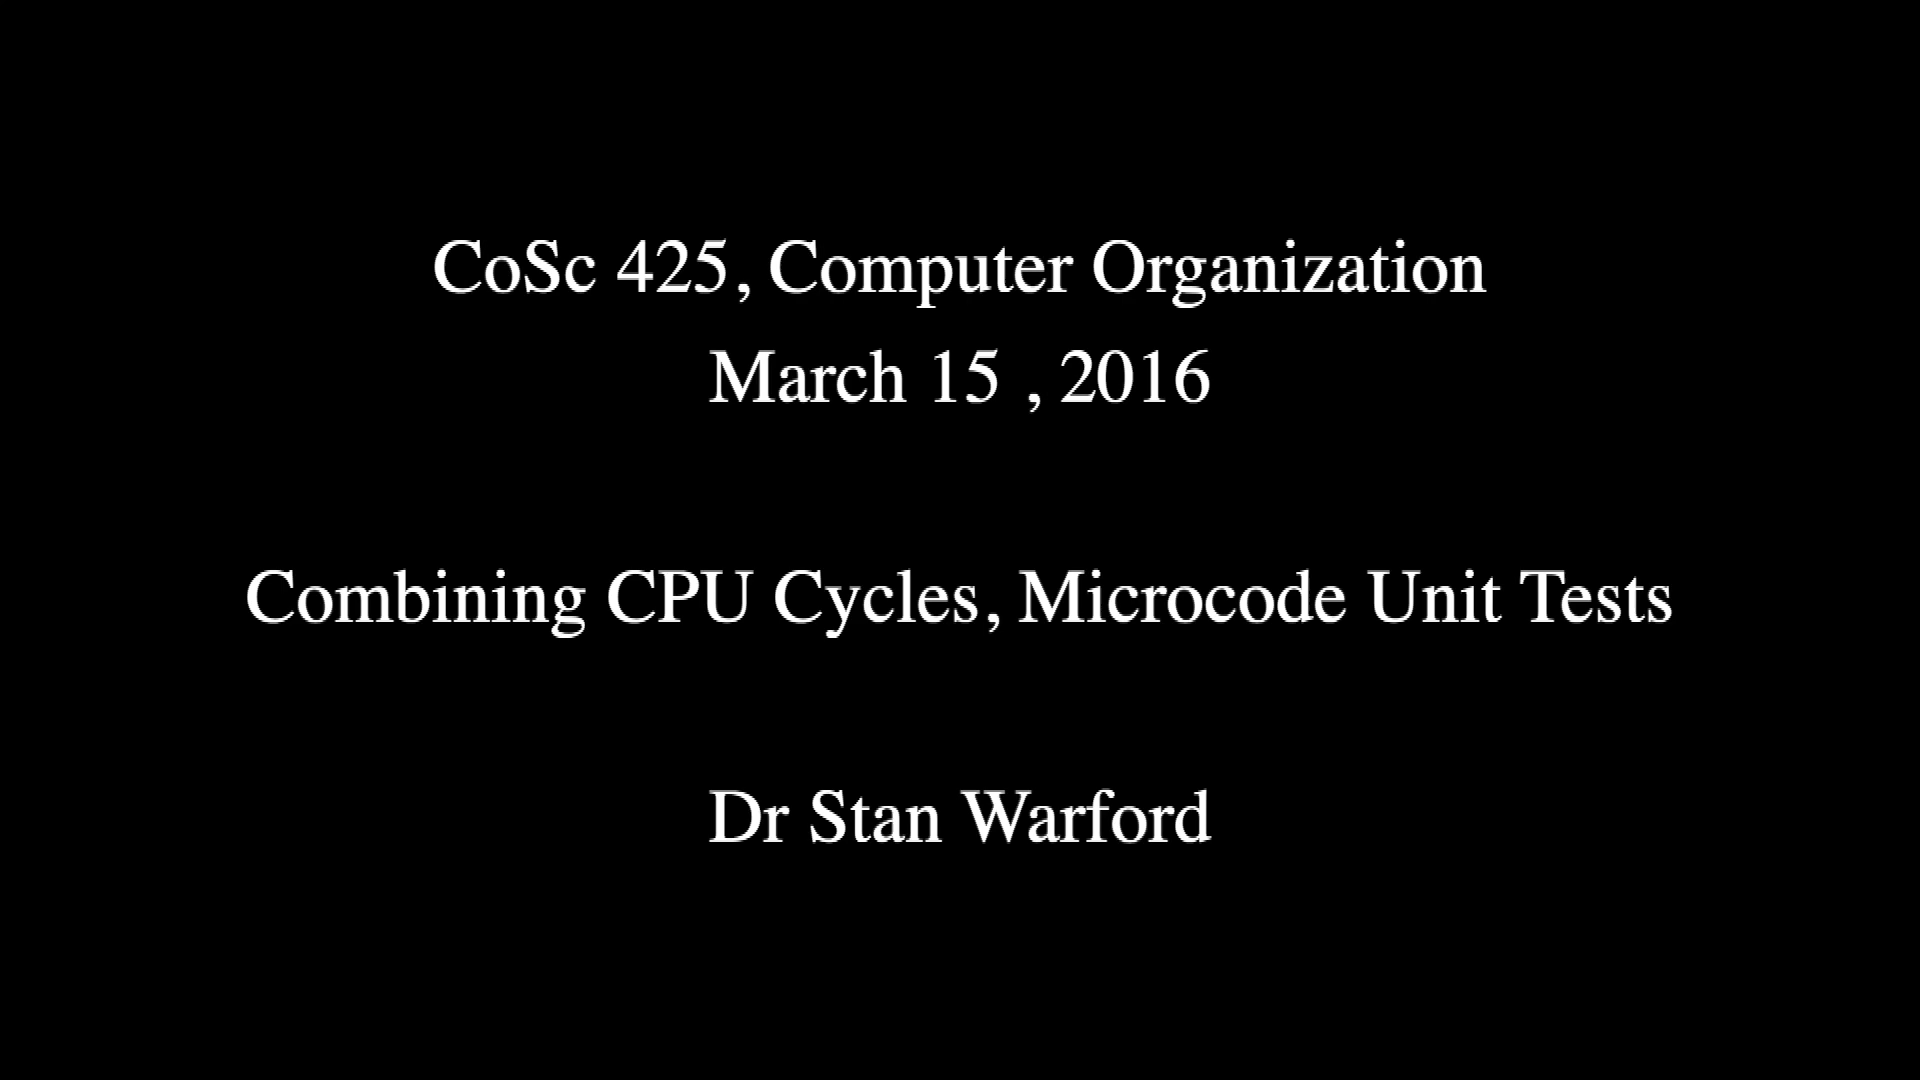 CoSc 425, Computer Organization
March 15 , 2016
Combining CPU Cycles, Microcode Unit Tests
Dr Stan Warford